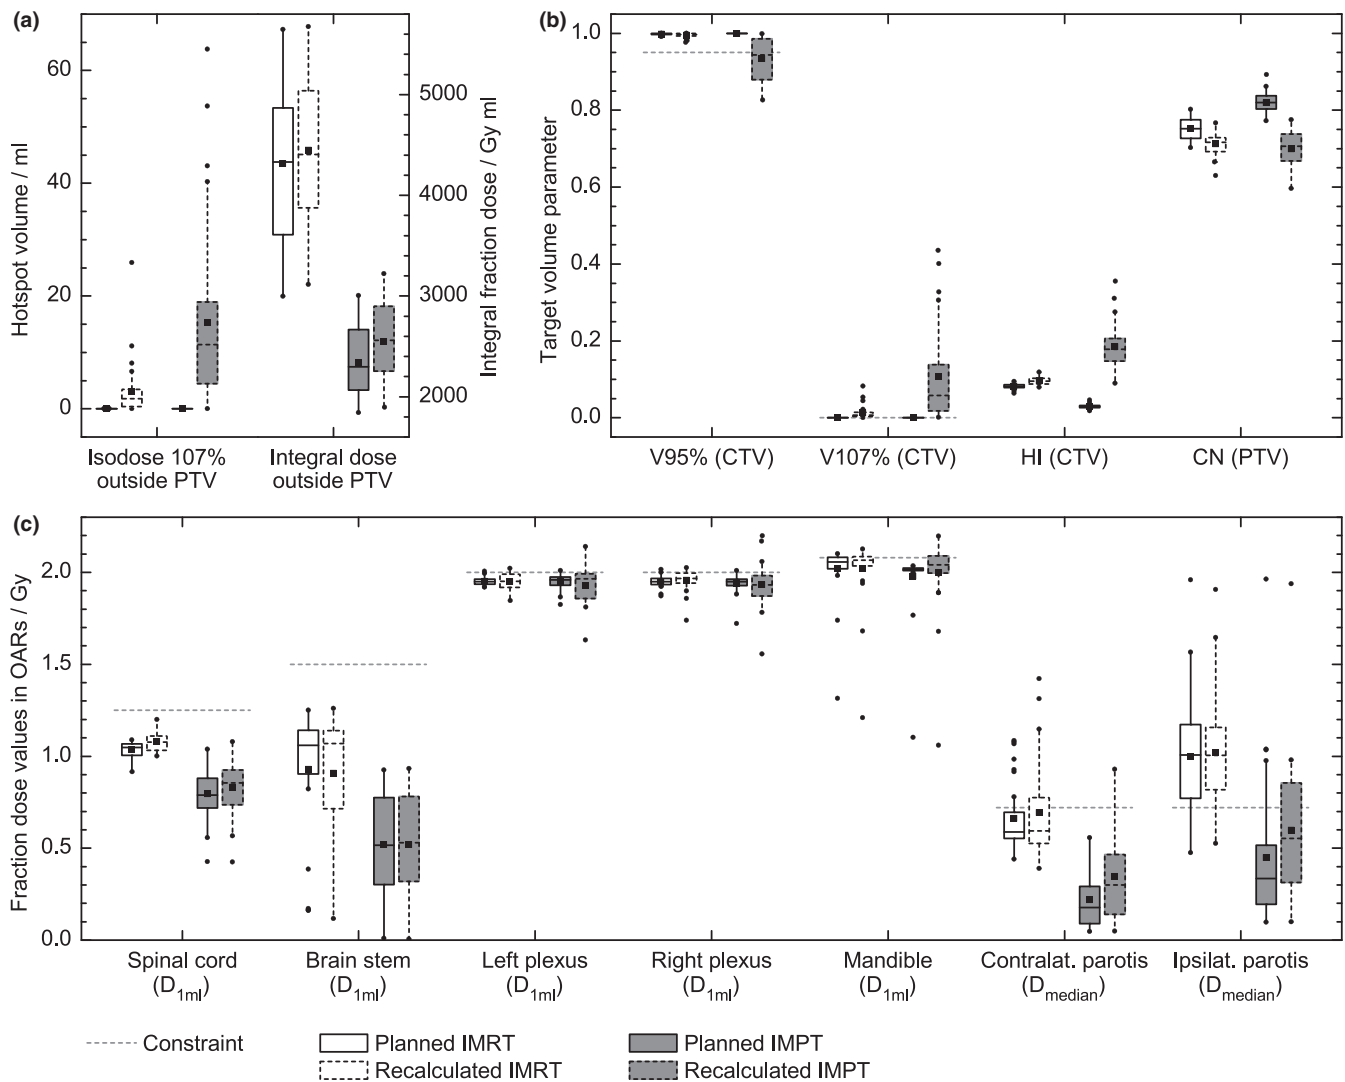 (a)
Hotspot volume / ml
60
40
20
0
Integral fraction dose / Gy ml
5000
4000
3000
2000
Isodose 107% outside PTV
Integral dose outside PTV
(b)
Target volume parameter
1.0
0.8
0.6
0.4
0.2
0.0
V95% (CTV)
V107% (CTV)
HI (CTV)
CN (PTV)
(c)
Fraction dose values in OARs / Gy
2.0
1.5
1.0
0.5
0.0
Spinal cord
(D1ml)
Brain stem
(D1ml)
Left plexus
(D1ml)
Right plexus
(D1ml)
Mandible
(D1ml)
Contralat. parotis
(Dmedian)
Ipsilat. parotis
(Dmedian)
Constraint
Planned IMRT
Recalculated IMRT
Planned IMPT
Recalculated IMPT